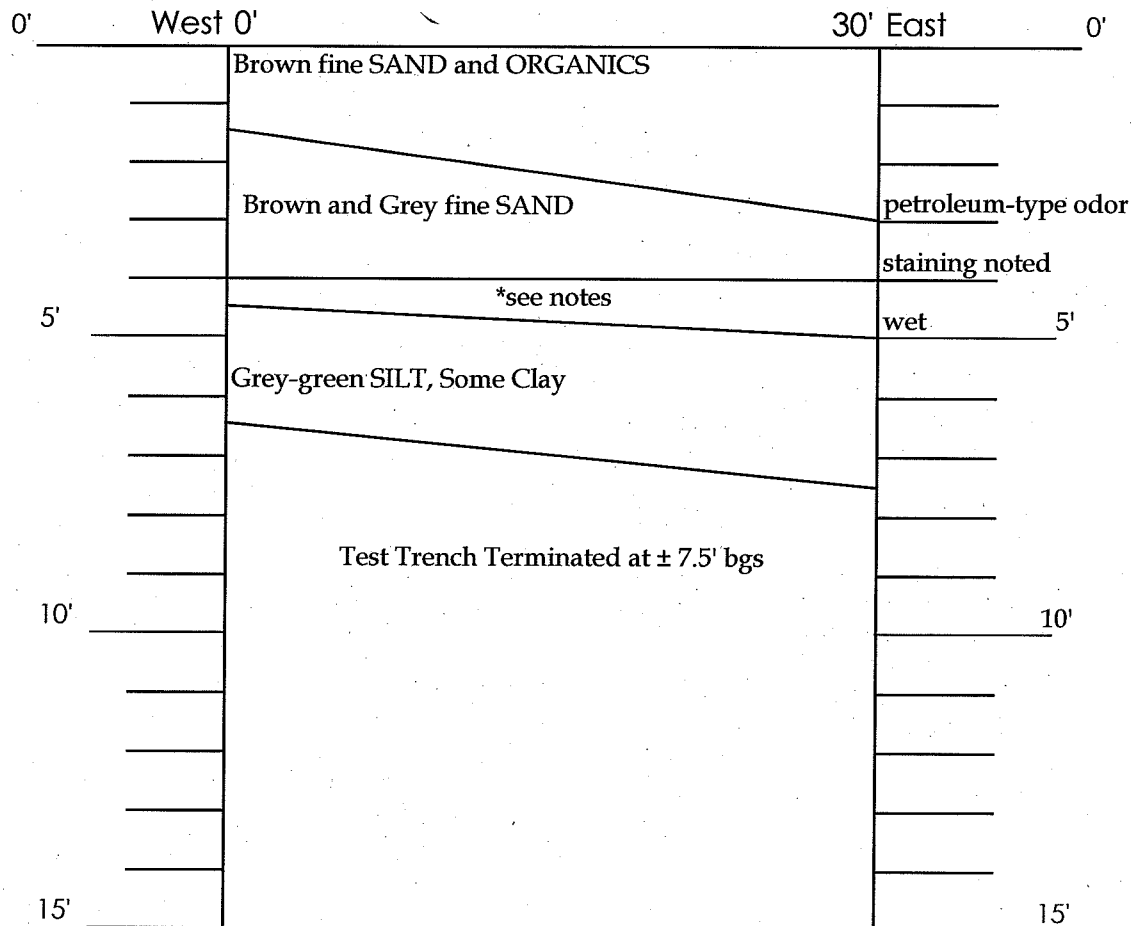 0' West 0' 30' East 0'
Brown fine SAND and ORGANICS
Brown and Grey fine SAND petroleum-type odor
staining noted
*see notes
5' wet 5'
Grey-green SILT, Some Clay
Test Trench Terminated at ± 7.5' bgs
10' 10'
15' 15'